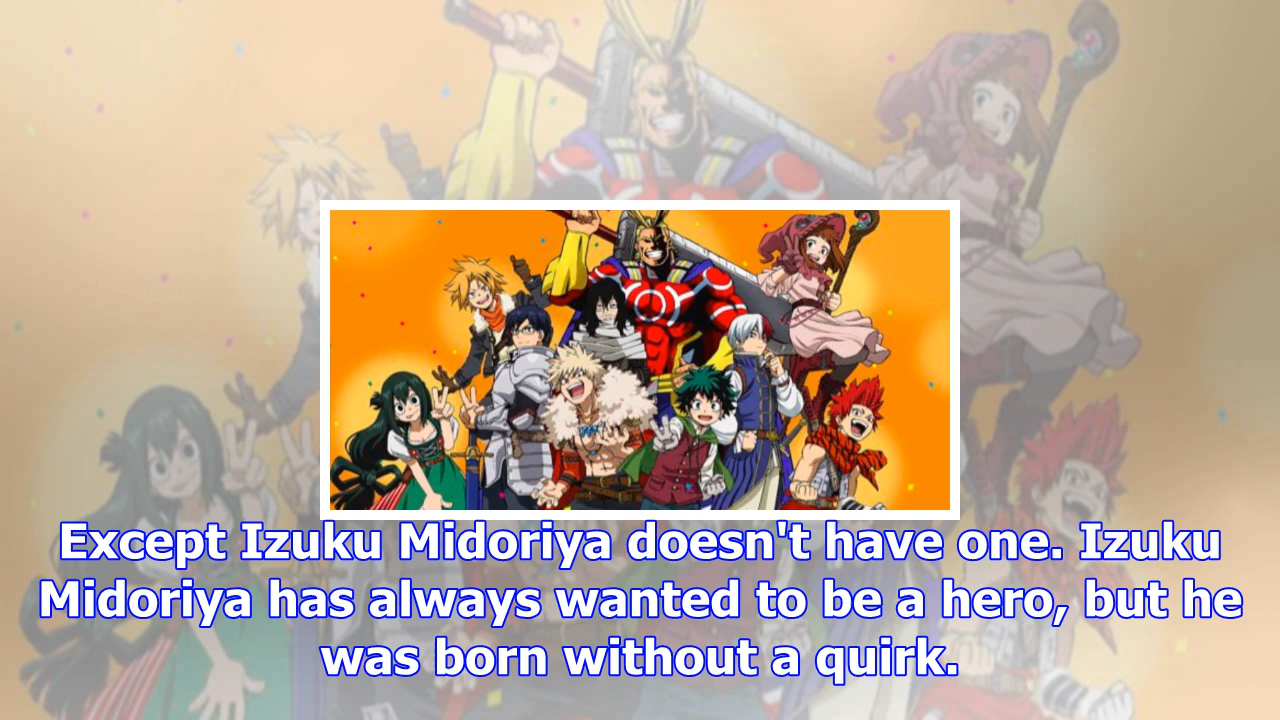 Except Izuku Midoriya doesn't have one. Izuku
Midoriya has always wanted to be a hero, but he
was born without a quirk.